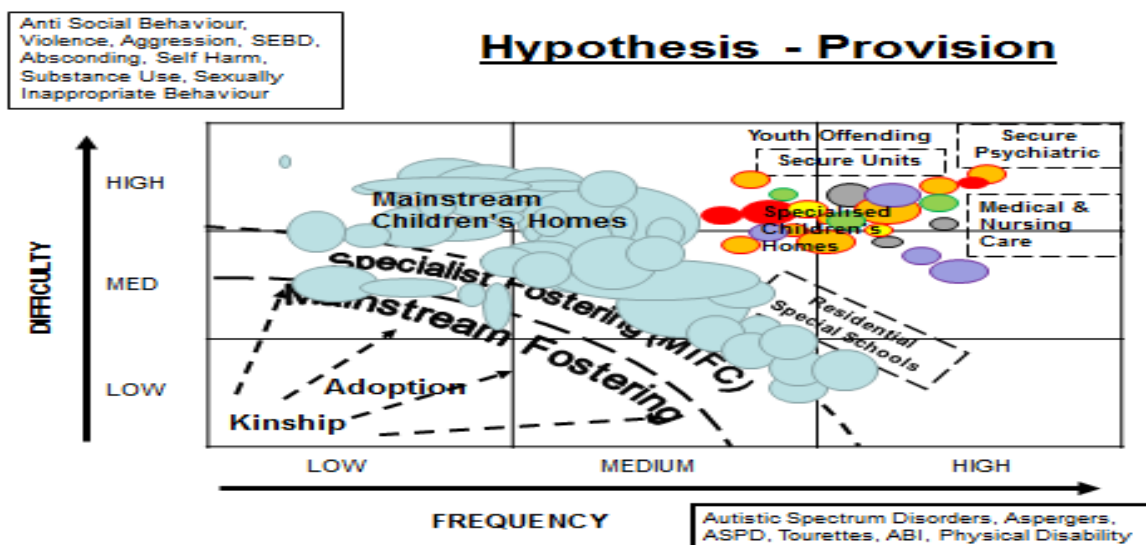 Anti Social Behaviour,
Violence, Aggression, SEBD,
Absconding, Self Harm,
Substance Use, Sexually
Inappropriate Behaviour
Hypothesis - Provision
Youth Offending
Secure Units
Secure
Psychiatric
HIGH
Mainstream
Children's Homes
Specialised
Children's
Homes
Medical &
Nursing
Care
MED
DIFFICULTY
Specialist Fostering (MTFC)
Mainstream Fostering
Residential
Special Schools
LOW
Adoption
Kinship
LOW
MEDIUM
HIGH
FREQUENCY
Autistic Spectrum Disorders, Aspergers,
ASPD, Tourettes, ABI, Physical Disability